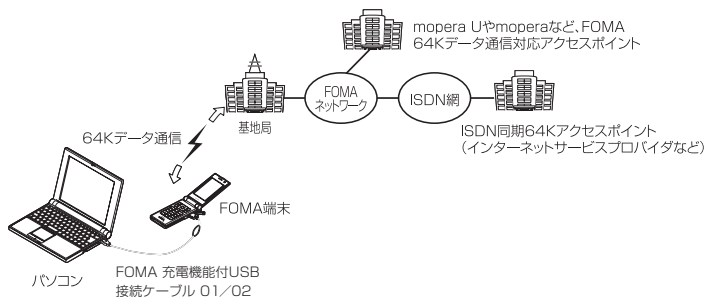 mopera Uやmoperaなど、FOMA
64Kデータ通信対応アクセスポイント
FOMA
ネットワーク
ISDN網
基地局
64Kデータ通信
ISDN同期64Kアクセスポイント
（インターネットサービスプロバイダなど）
FOMA端末
パソコン
FOMA 充電機能付USB
接続ケーブル 01／02